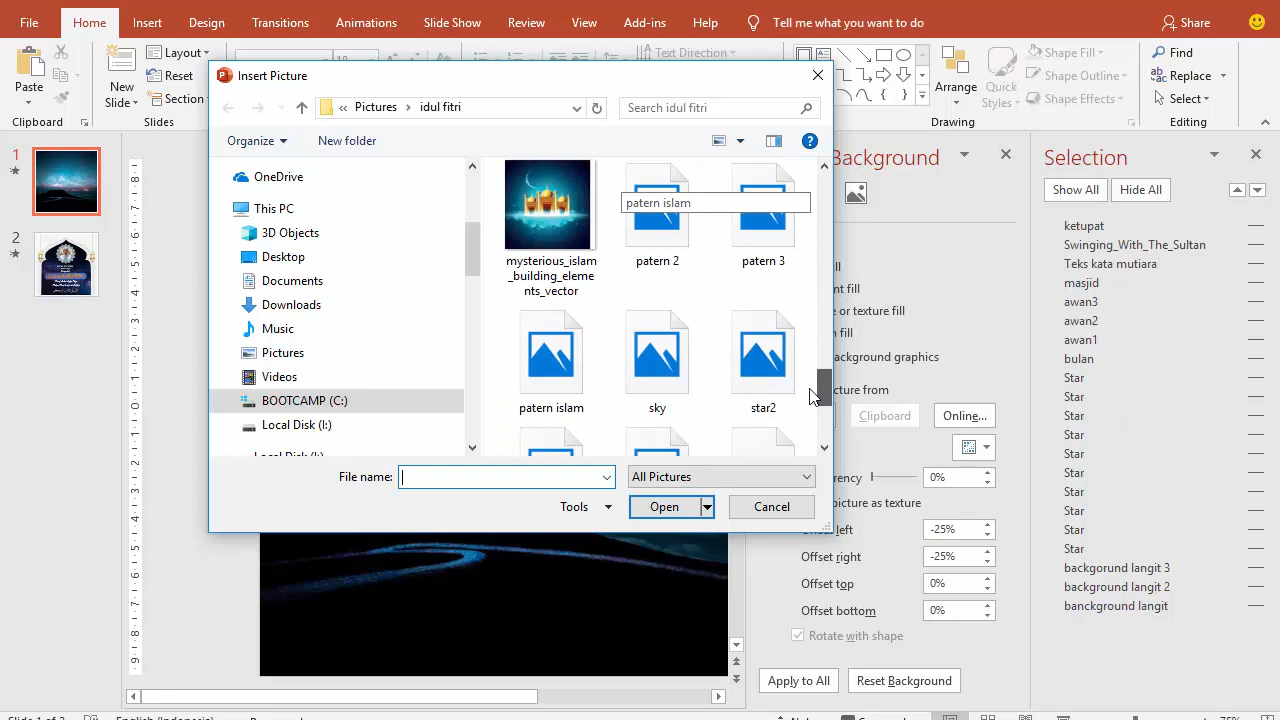 File Home Insert Design Transitions Animations Slide Show Review View Add-ins Help Tell me what you want to do Share
Paste
Clipboard
New
Slide
Layout
Reset
Section
Slides
18
Text Direction
Arrange
Quick
Styles
Shape Fill
Shape Outline
Shape Effects
Drawing
Find
Replace
Select
Editing
Insert Picture
Pictures idul fitri
Search idul fitri
Organize New folder
OneDrive
This PC
3D Objects
Desktop
Documents
Downloads
Music
Pictures
Videos
BOOTCAMP (C:)
Local Disk (I:)
mysterious_islam
_building_eleme
nts_vector
patern islam
patern 2
patern 3
patern islam
sky
star2
File name:
All Pictures
Tools
Open
Cancel
1
2
Background
fill
ent fill
e or texture fill
n fill
ackground graphics
icture from
Clipboard
Online...
rency 0%
picture as texture
left -25%
Offset right -25%
Offset top 0%
Offset bottom 0%
Rotate with shape
Apply to All
Reset Background
Selection
Show All
Hide All
ketupat
Swinging_With_The_Sultan
Teks kata mutiara
masjid
awan3
awan2
awan1
bulan
Star
Star
Star
Star
Star
Star
Star
Star
Star
Star
backgorund langit 3
background langit 2
banckground langit